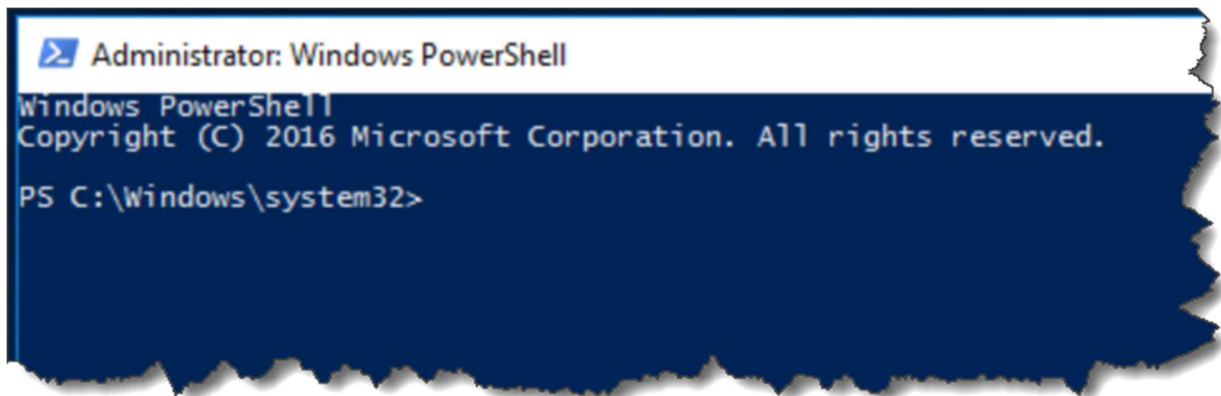 Administrator: Windows PowerShell
Windows PowerShell
Copyright (C) 2016 Microsoft Corporation. All rights reserved.
PS C:\Windows\system32>